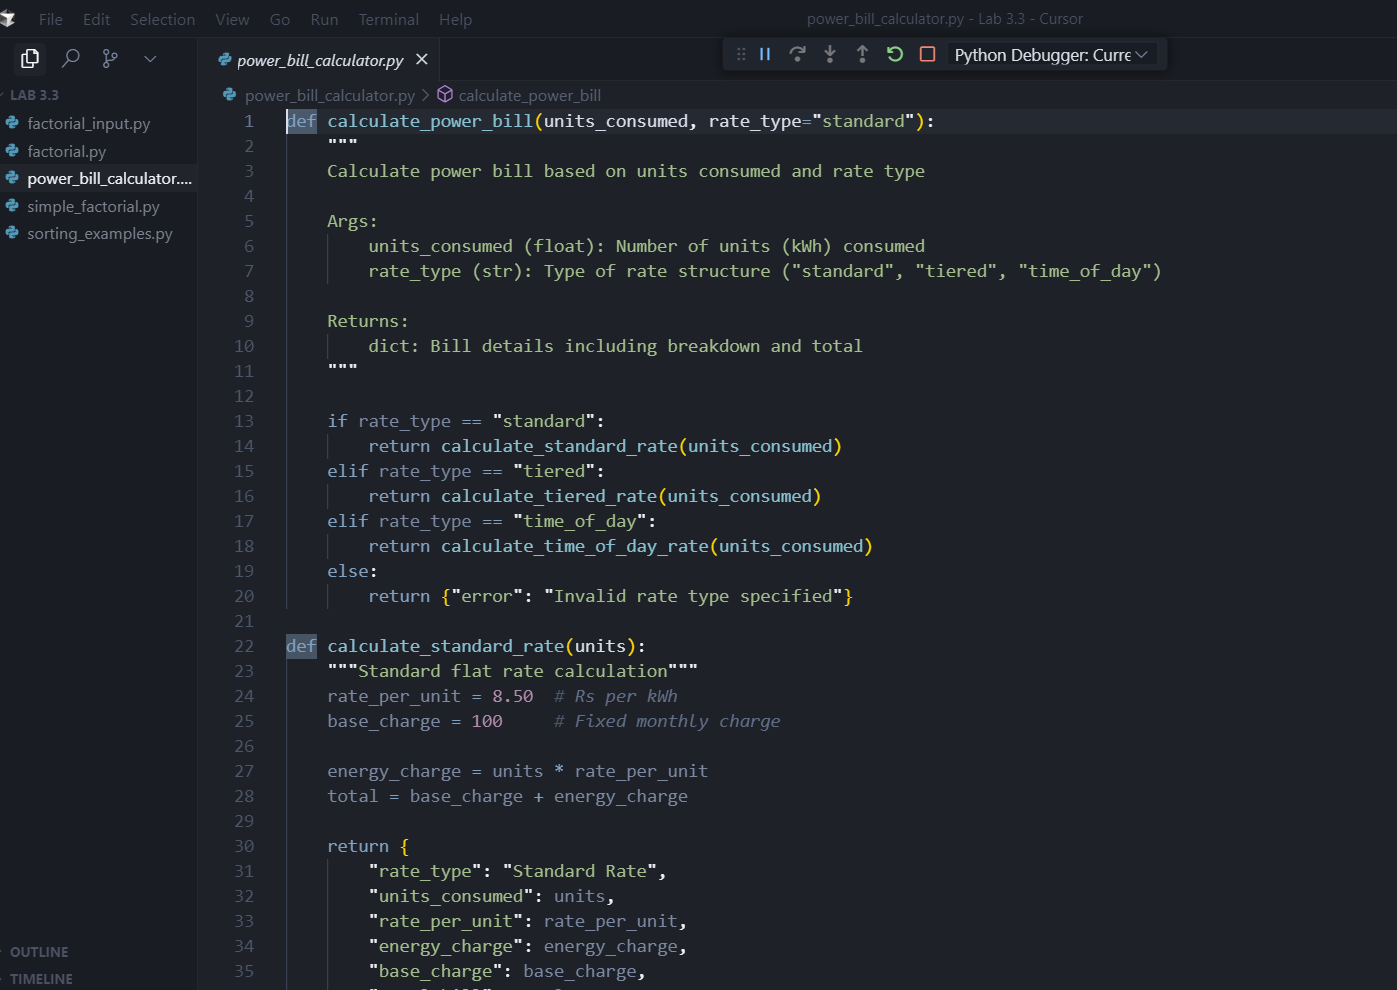 File Edit Selection View Go Run Terminal Help
power_bill_calculator.py - Lab 3.3 - Cursor
power_bill_calculator.py
Python Debugger: Curre
LAB 3.3
factorial_input.py
factorial.py
power_bill_calculator....
simple_factorial.py
sorting_examples.py
OUTLINE
TIMELINE
power_bill_calculator.py > calculate_power_bill
1 def calculate_power_bill(units_consumed, rate_type="standard"):
2 """
3 Calculate power bill based on units consumed and rate type
4
5 Args:
6 units_consumed (float): Number of units (kWh) consumed
7 rate_type (str): Type of rate structure ("standard", "tiered", "time_of_day")
8
9 Returns:
10 dict: Bill details including breakdown and total
11 """
12
13 if rate_type == "standard":
14 return calculate_standard_rate(units_consumed)
15 elif rate_type == "tiered":
16 return calculate_tiered_rate(units_consumed)
17 elif rate_type == "time_of_day":
18 return calculate_time_of_day_rate(units_consumed)
19 else:
20 return {"error": "Invalid rate type specified"}
21
22 def calculate_standard_rate(units):
23 """Standard flat rate calculation"""
24 rate_per_unit = 8.50 # Rs per kWh
25 base_charge = 100 # Fixed monthly charge
26
27 energy_charge = units * rate_per_unit
28 total = base_charge + energy_charge
29
30 return {
31 "rate_type": "Standard Rate",
32 "units_consumed": units,
33 "rate_per_unit": rate_per_unit,
34 "energy_charge": energy_charge,
35 "base_charge": base_charge,